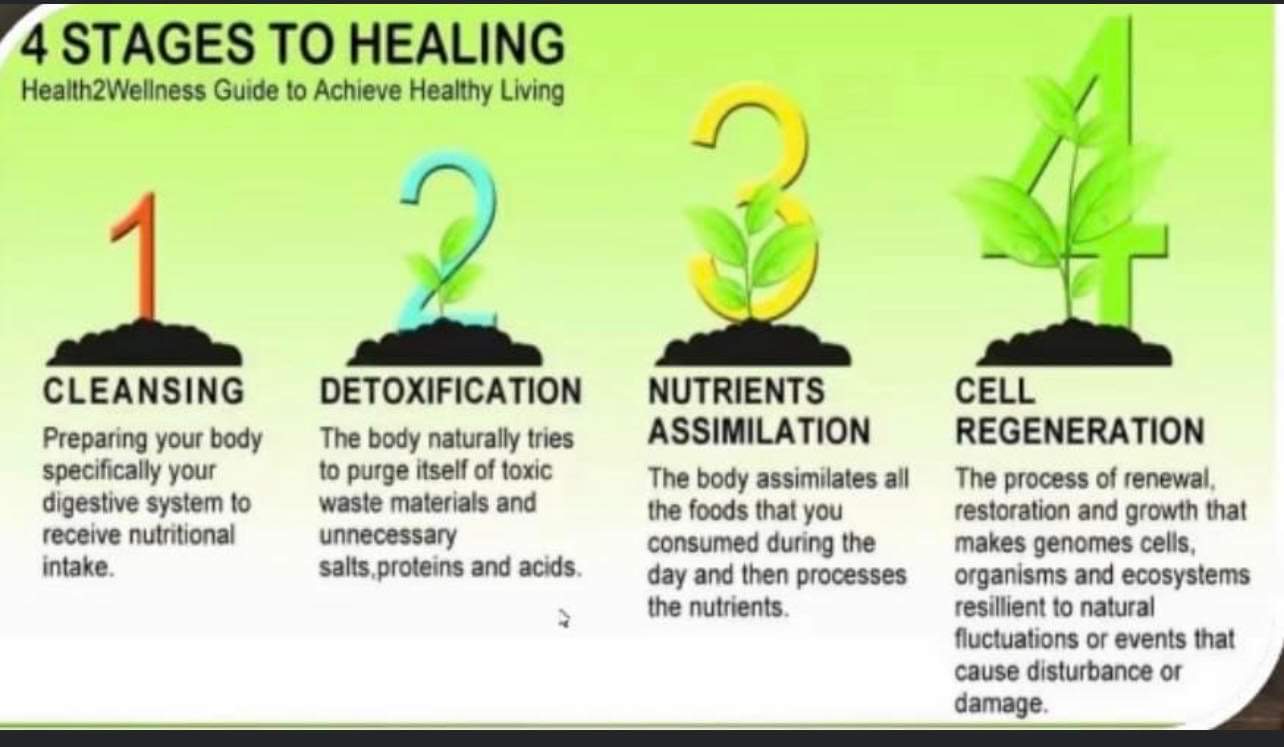 4 STAGES TO HEALING
Health2Wellness Guide to Achieve Healthy Living
1
CLEANSING
Preparing your body
specifically your
digestive system to
receive nutritional
intake.
2
DETOXIFICATION
The body naturally tries
to purge itself of toxic
waste materials and
unnecessary
salts,proteins and acids.
3
NUTRIENTS
ASSIMILATION
The body assimilates all
the foods that you
consumed during the
day and then processes
the nutrients.
4
CELL
REGENERATION
The process of renewal,
restoration and growth that
makes genomes cells,
organisms and ecosystems
resillient to natural
fluctuations or events that
cause disturbance or
damage.